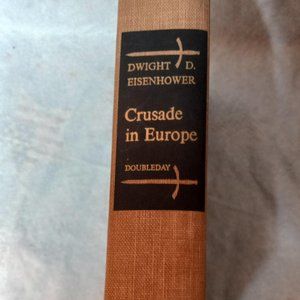 DWIGHT D.
EISENHOWER
Crusade
in Europe
DOUBLEDAY